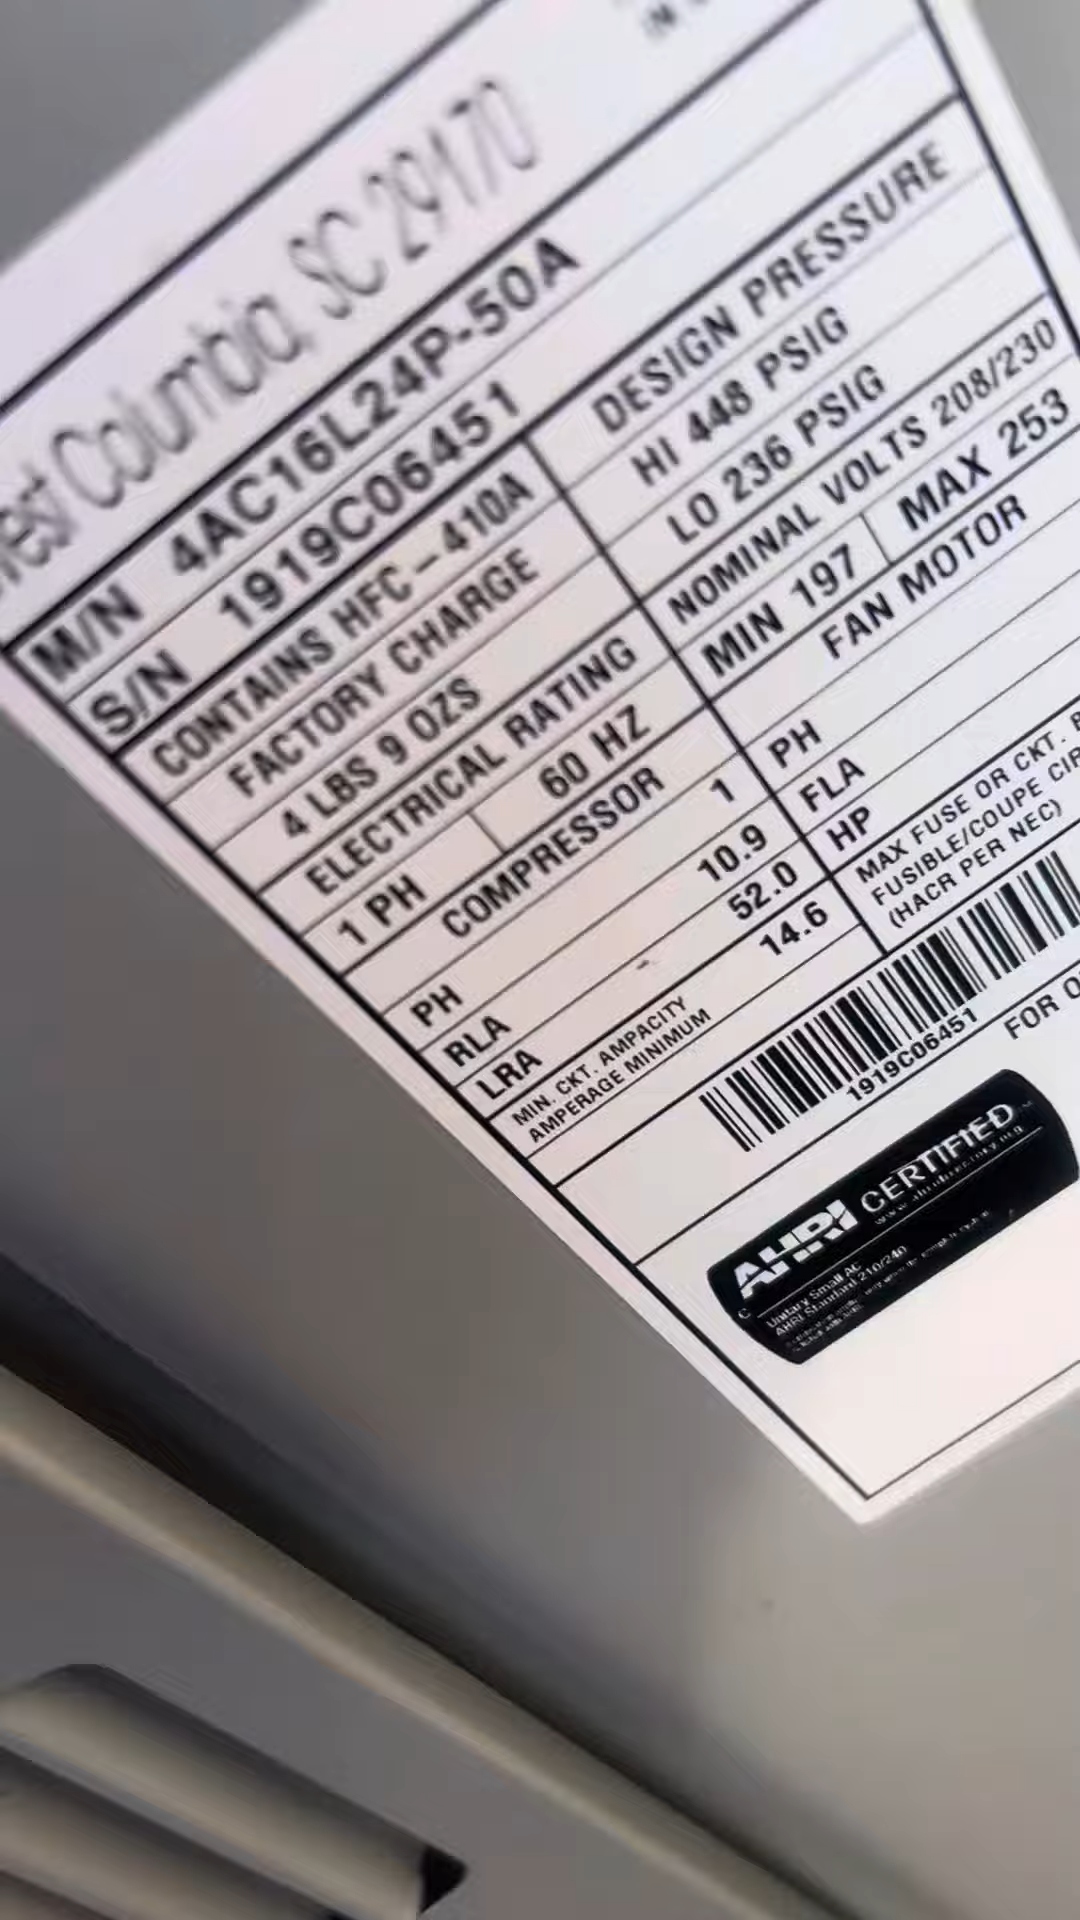 West Columbia, SC 29170
M/N 4AC16L24P-50A
S/N 1919C06451
CONTAINS HFC-410A
FACTORY CHARGE
4 LBS 9 OZS
ELECTRICAL RATING
1 PH 60 HZ
COMPRESSOR
PH 1
RLA 10.9
LRA 52.0
MIN. CKT. AMPACITY 14.6
AMPERAGE MINIMUM
DESIGN PRESSURE
HI 448 PSIG
LO 236 PSIG
NOMINAL VOLTS 208/230
MIN 197 MAX 253
FAN MOTOR
PH
FLA
HP
MAX FUSE OR CKT.
FUSIBLE/COUPE
(HACR PER NEC)
1919C06451
FOR
AHRI CERTIFIED
Unitary Small AC
AHRI Standard 210/240